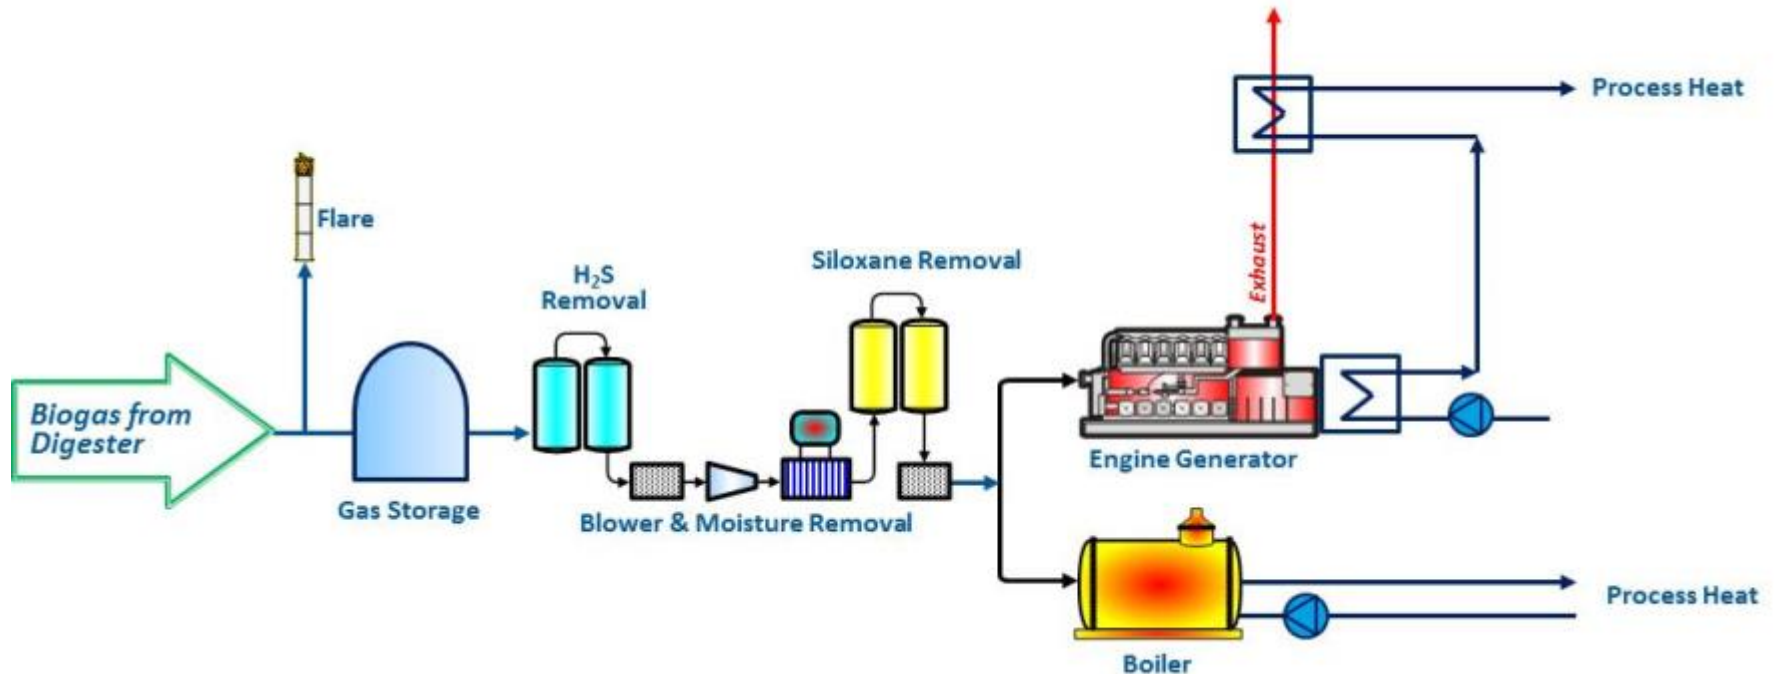 Process Heat
Flare
Exhaust
Siloxane Removal
H₂S
Removal
Biogas from
Digester
Engine Generator
Gas Storage
Blower & Moisture Removal
Process Heat
Boiler